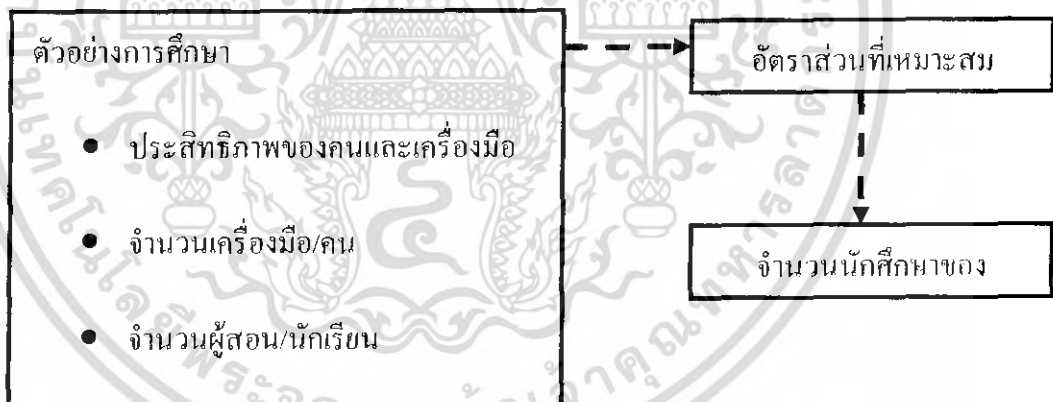 ตัวอย่างการศึกษา
● ประสิทธิภาพของคนและเครื่องมือ
● จำนวนเครื่องมือ/คน
● จำนวนผู้สอน/นักเรียน
อัตราส่วนที่เหมาะสม
จำนวนนักศึกษาของ